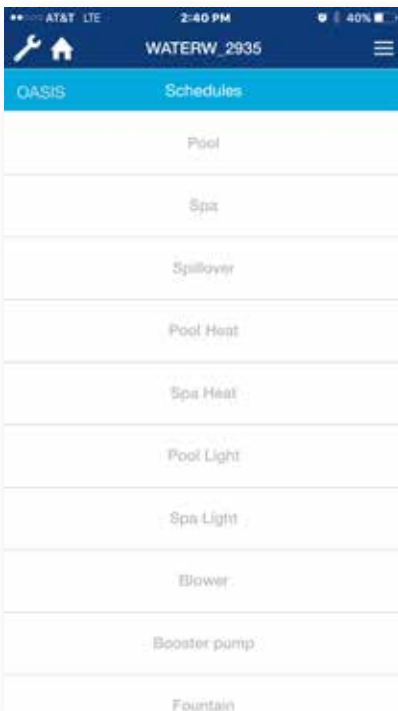 AT&T LTE 2:40 PM 40%
WATERW_2935
OASIS Schedules
Pool
Spa
Spillover
Pool Heat
Spa Heat
Pool Light
Spa Light
Blower
Booster pump
Fountain